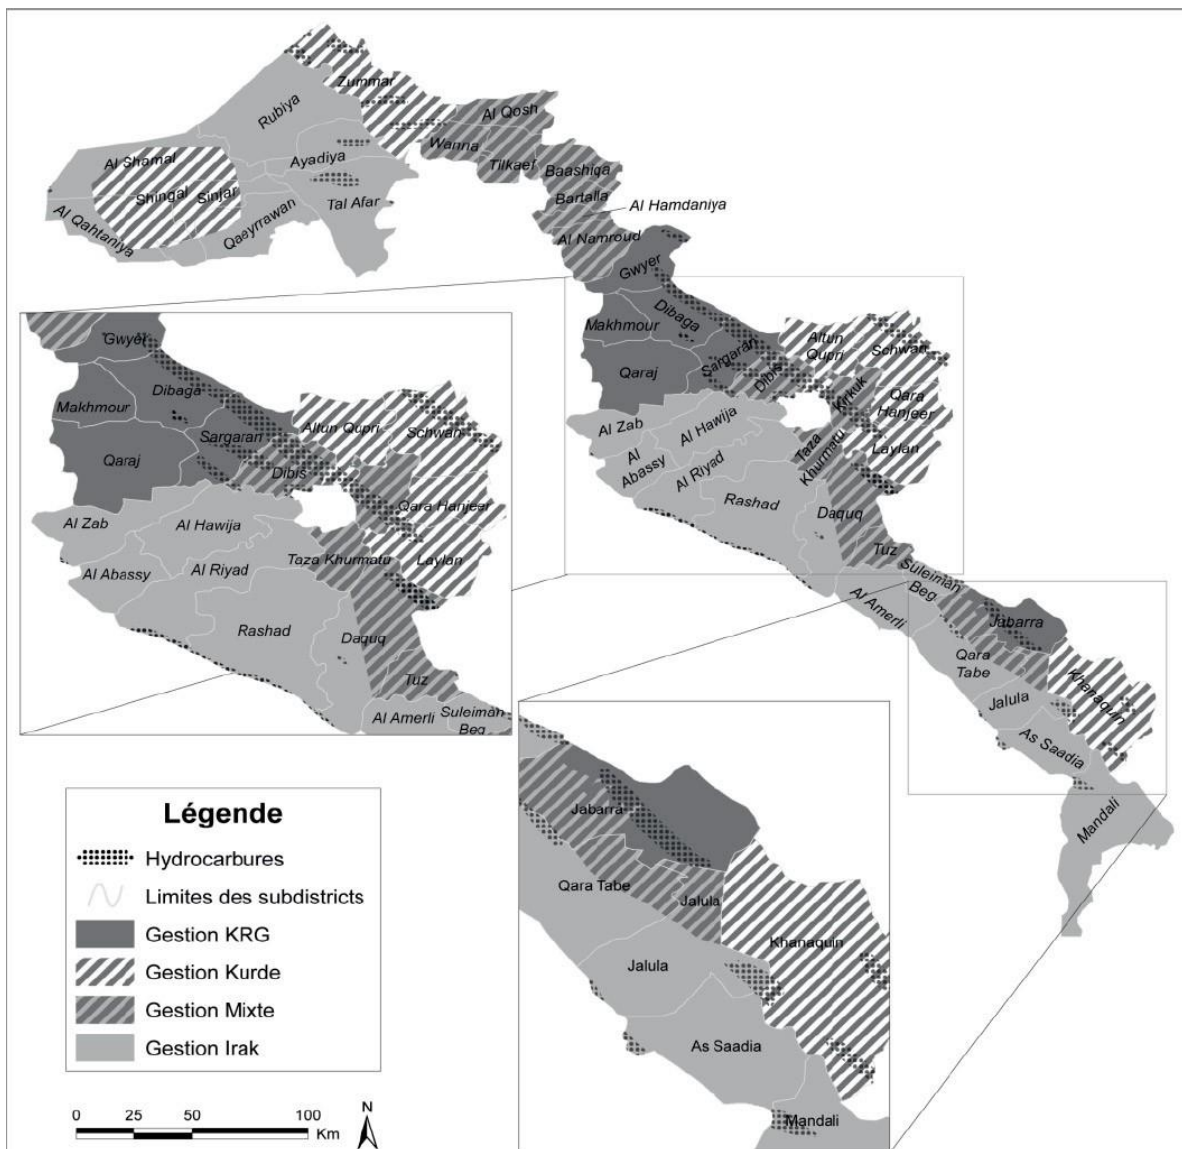 Zummar
Rubiya
Al Qosh
Wanna
Tilkaef
Ayadiya
Al Shamal
Baashiqa
Shingal
Sinjar
Bartalla
Tal Afar
Al Hamdaniya
Al Qahtaniya
Qaayrrawan
Al Namroud
Gwyer
Dibaga
Makhmour
Sargaran
Qaraj
Dibis
Altun
Qupri
Schwan
Kirkuk
Qara
Hanjeer
Taza
Khurmatu
Laylan
Al Zab
Al Hawija
Al
Abassy
Al Riyad
Rashad
Daquq
Tuz
Suleiman
Beg
Al Amerli
Jabarra
Qara
Tabe
Khanaquin
Jalula
As Saadia
Mandali
Gwyer
Dibaga
Makhmour
Sargaran
Altun Qupri
Schwan
Qaraj
Dibis
Qara Hanjeer
Al Zab
Al Hawija
Taza Khurmatu
Laylan
Al Abassy
Al Riyad
Rashad
Daquq
Tuz
Al Amerli
Suleiman
Beg
Jabarra
Qara Tabe
Jalula
Khanaquin
Jalula
As Saadia
Mandali
Légende
Hydrocarbures
Limites des subdistricts
Gestion KRG
Gestion Kurde
Gestion Mixte
Gestion Irak
0 25 50 100
Km
N